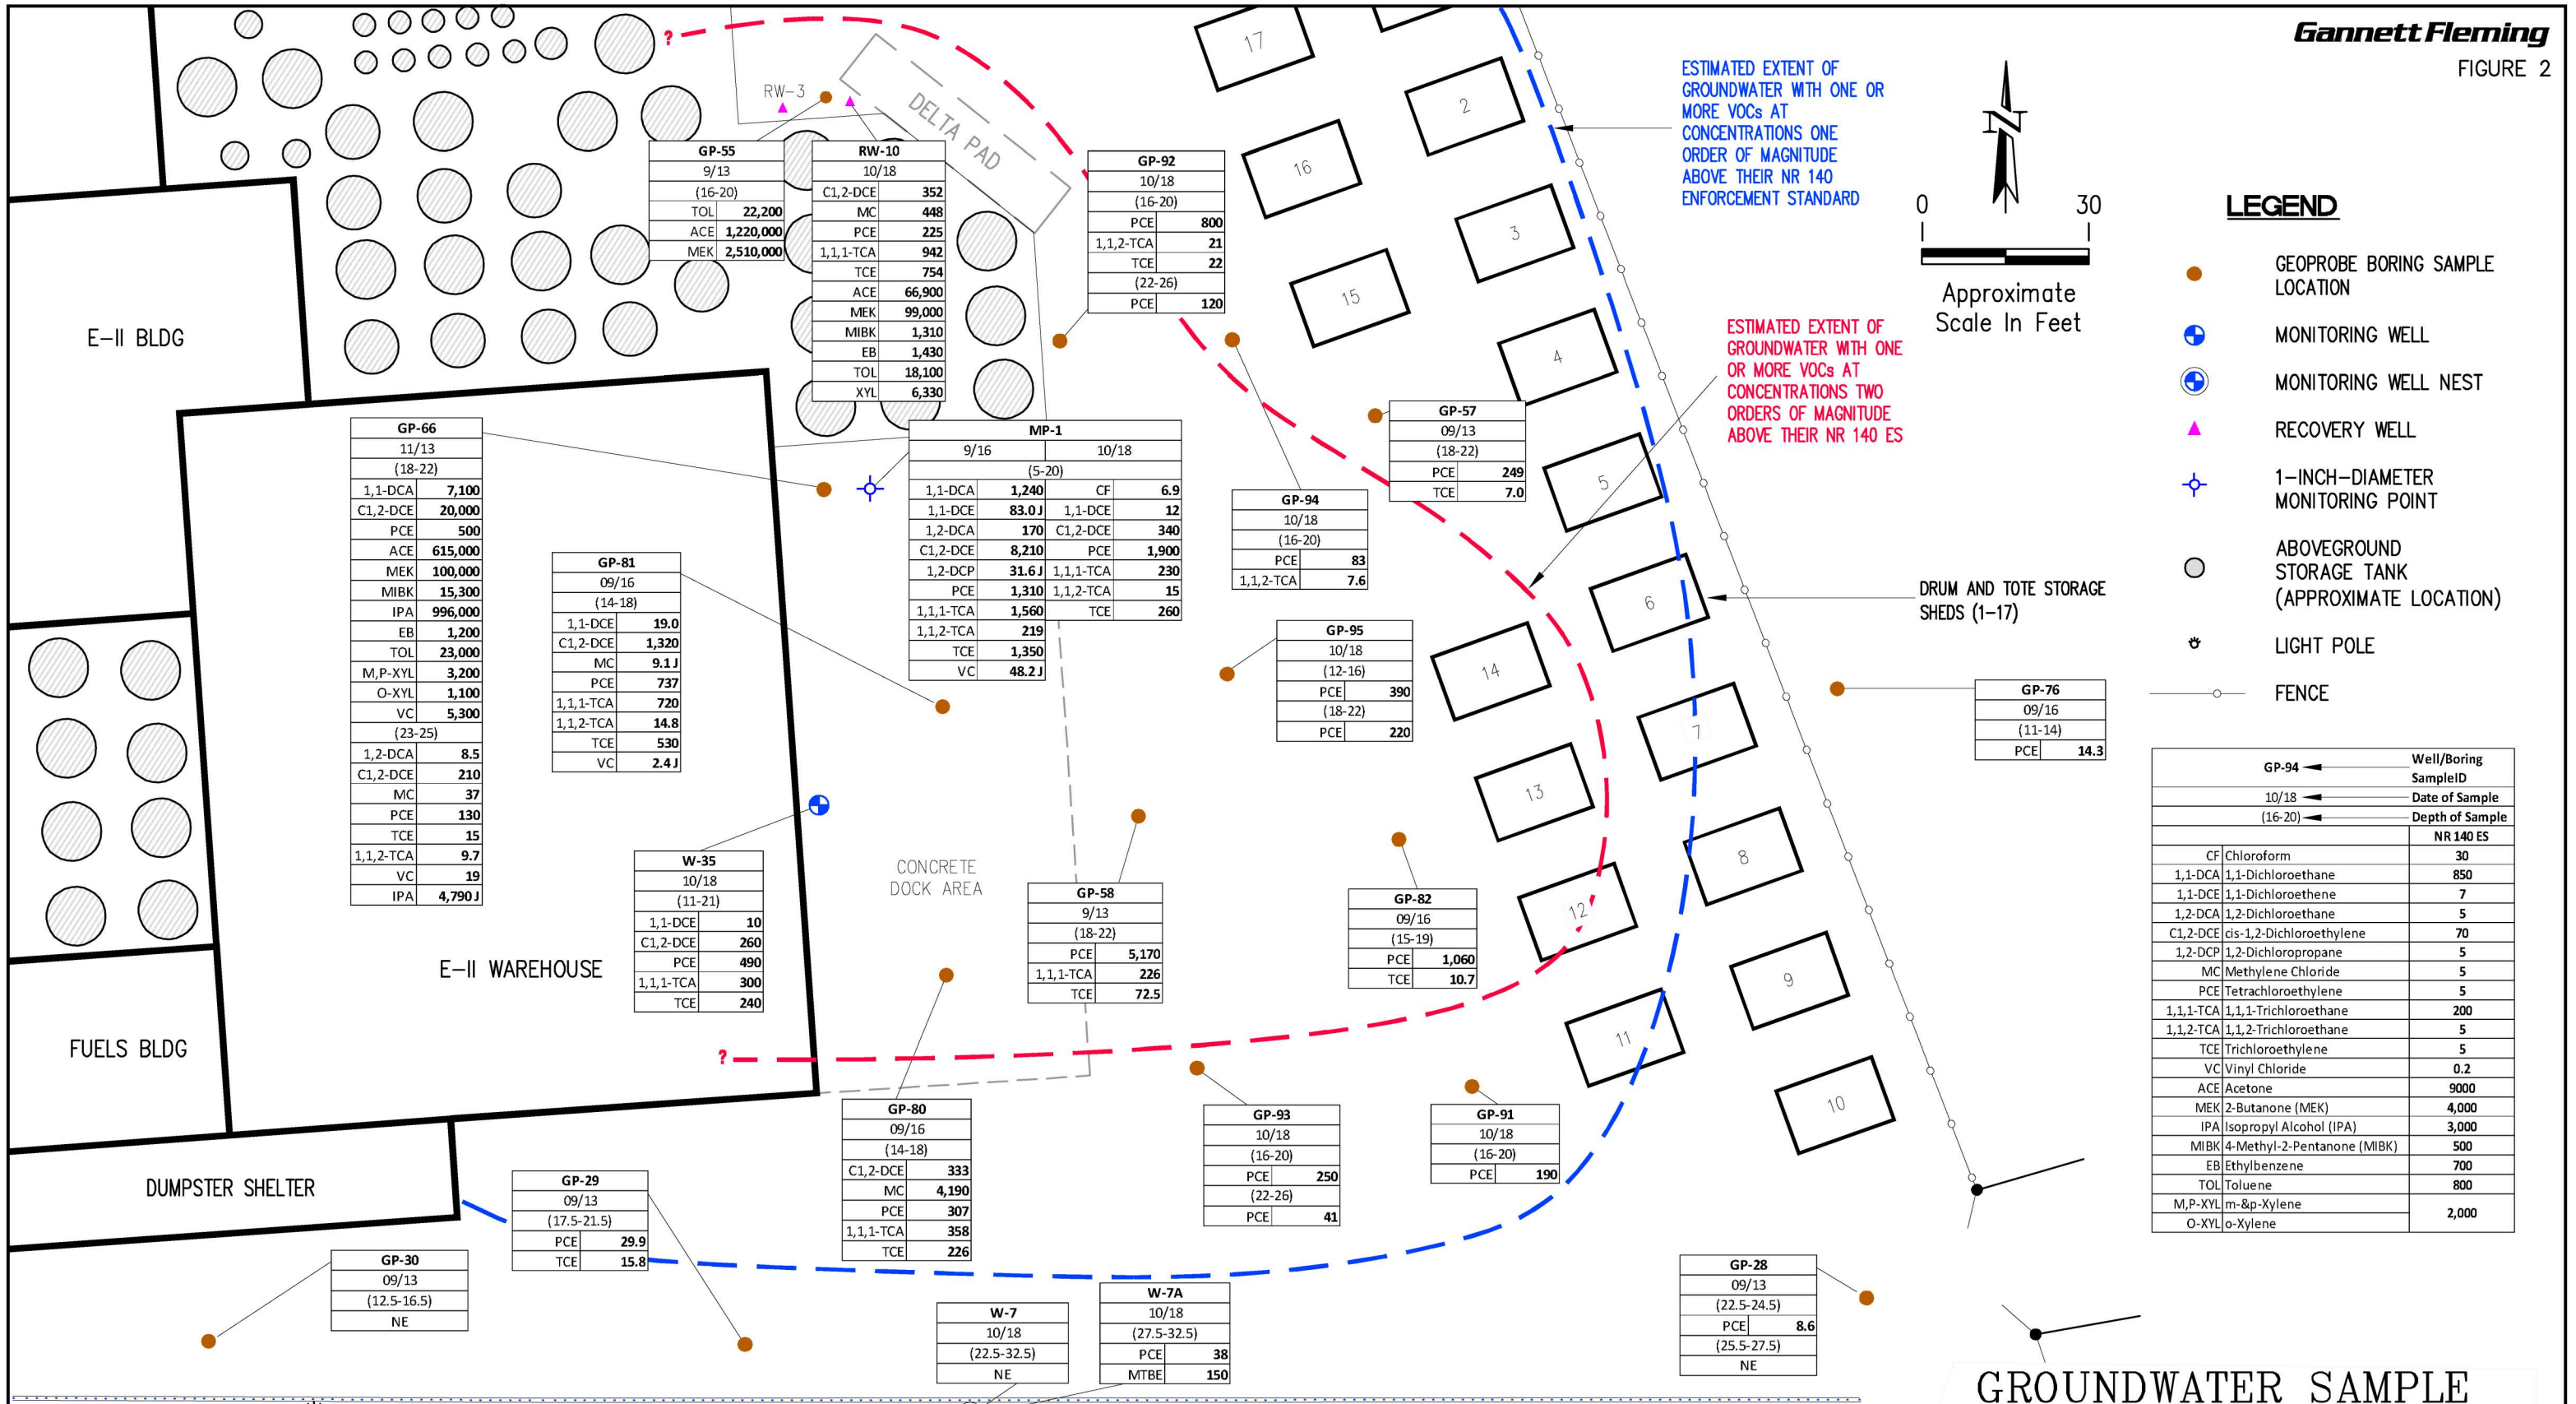 Gannett Fleming
FIGURE 2
ESTIMATED EXTENT OF
GROUNDWATER WITH ONE OR
MORE VOCs AT
CONCENTRATIONS ONE
ORDER OF MAGNITUDE
ABOVE THEIR NR 140
ENFORCEMENT STANDARD
N
0 30
Approximate
Scale In Feet
ESTIMATED EXTENT OF
GROUNDWATER WITH ONE
OR MORE VOCs AT
CONCENTRATIONS TWO
ORDERS OF MAGNITUDE
ABOVE THEIR NR 140 ES
LEGEND
GEOPROBE BORING SAMPLE
LOCATION
MONITORING WELL
MONITORING WELL NEST
RECOVERY WELL
1-INCH-DIAMETER
MONITORING POINT
ABOVEGROUND
STORAGE TANK
(APPROXIMATE LOCATION)
LIGHT POLE
FENCE
DRUM AND TOTE STORAGE
SHEDS (1-17)
?
RW-3
DELTA PAD
17
2
16
3
15
4
5
6
14
7
13
8
12
9
11
10
E-II BLDG
E-II WAREHOUSE
FUELS BLDG
DUMPSTER SHELTER
CONCRETE
DOCK AREA
?
GP-55
9/13
(16-20)
TOL 22,200
ACE 1,220,000
MEK 2,510,000
RW-10
10/18
C1,2-DCE 352
MC 448
PCE 225
1,1,1-TCA 942
TCE 754
ACE 66,900
MEK 99,000
MIBK 1,310
EB 1,430
TOL 18,100
XYL 6,330
GP-92
10/18
(16-20)
PCE 800
1,1,2-TCA 21
TCE 22
(22-26)
PCE 120
GP-66
11/13
(18-22)
1,1-DCA 7,100
C1,2-DCE 20,000
PCE 500
ACE 615,000
MEK 100,000
MIBK 15,300
IPA 996,000
EB 1,200
TOL 23,000
M,P-XYL 3,200
O-XYL 1,100
VC 5,300
(23-25)
1,2-DCA 8.5
C1,2-DCE 210
MC 37
PCE 130
TCE 15
1,1,2-TCA 9.7
VC 19
IPA 4,790 J
GP-81
09/16
(14-18)
1,1-DCE 19.0
C1,2-DCE 1,320
MC 9.1 J
PCE 737
1,1,1-TCA 720
1,1,2-TCA 14.8
TCE 530
VC 2.4 J
MP-1
9/16 10/18
(5-20)
1,1-DCA 1,240 CF 6.9
1,1-DCE 83.0 J 1,1-DCE 12
1,2-DCA 170 C1,2-DCE 340
C1,2-DCE 8,210 PCE 1,900
1,2-DCP 31.6 J 1,1,1-TCA 230
PCE 1,310 1,1,2-TCA 15
1,1,1-TCA 1,560 TCE 260
1,1,2-TCA 219
TCE 1,350
VC 48.2 J
GP-57
09/13
(18-22)
PCE 249
TCE 7.0
GP-94
10/18
(16-20)
PCE 83
1,1,2-TCA 7.6
GP-95
10/18
(12-16)
PCE 390
(18-22)
PCE 220
GP-76
09/16
(11-14)
PCE 14.3
W-35
10/18
(11-21)
1,1-DCE 10
C1,2-DCE 260
PCE 490
1,1,1-TCA 300
TCE 240
GP-58
9/13
(18-22)
PCE 5,170
1,1,1-TCA 226
TCE 72.5
GP-82
09/16
(15-19)
PCE 1,060
TCE 10.7
GP-80
09/16
(14-18)
C1,2-DCE 333
MC 4,190
PCE 307
1,1,1-TCA 358
TCE 226
GP-93
10/18
(16-20)
PCE 250
(22-26)
PCE 41
GP-91
10/18
(16-20)
PCE 190
GP-29
09/13
(17.5-21.5)
PCE 29.9
TCE 15.8
GP-30
09/13
(12.5-16.5)
NE
W-7
10/18
(22.5-32.5)
NE
W-7A
10/18
(27.5-32.5)
PCE 38
MTBE 150
GP-28
09/13
(22.5-24.5)
PCE 8.6
(25.5-27.5)
NE
GP-94 Well/Boring
SampleID
10/18 Date of Sample
(16-20) Depth of Sample
NR 140 ES
CF Chloroform 30
1,1-DCA 1,1-Dichloroethane 850
1,1-DCE 1,1-Dichloroethene 7
1,2-DCA 1,2-Dichloroethane 5
C1,2-DCE cis-1,2-Dichloroethylene 70
1,2-DCP 1,2-Dichloropropane 5
MC Methylene Chloride 5
PCE Tetrachloroethylene 5
1,1,1-TCA 1,1,1-Trichloroethane 200
1,1,2-TCA 1,1,2-Trichloroethane 5
TCE Trichloroethylene 5
VC Vinyl Chloride 0.2
ACE Acetone 9000
MEK 2-Butanone (MEK) 4,000
IPA Isopropyl Alcohol (IPA) 3,000
MIBK 4-Methyl-2-Pentanone (MIBK) 500
EB Ethylbenzene 700
TOL Toluene 800
M,P-XYL m-&p-Xylene 2,000
O-XYL o-Xylene
GROUNDWATER SAMPLE